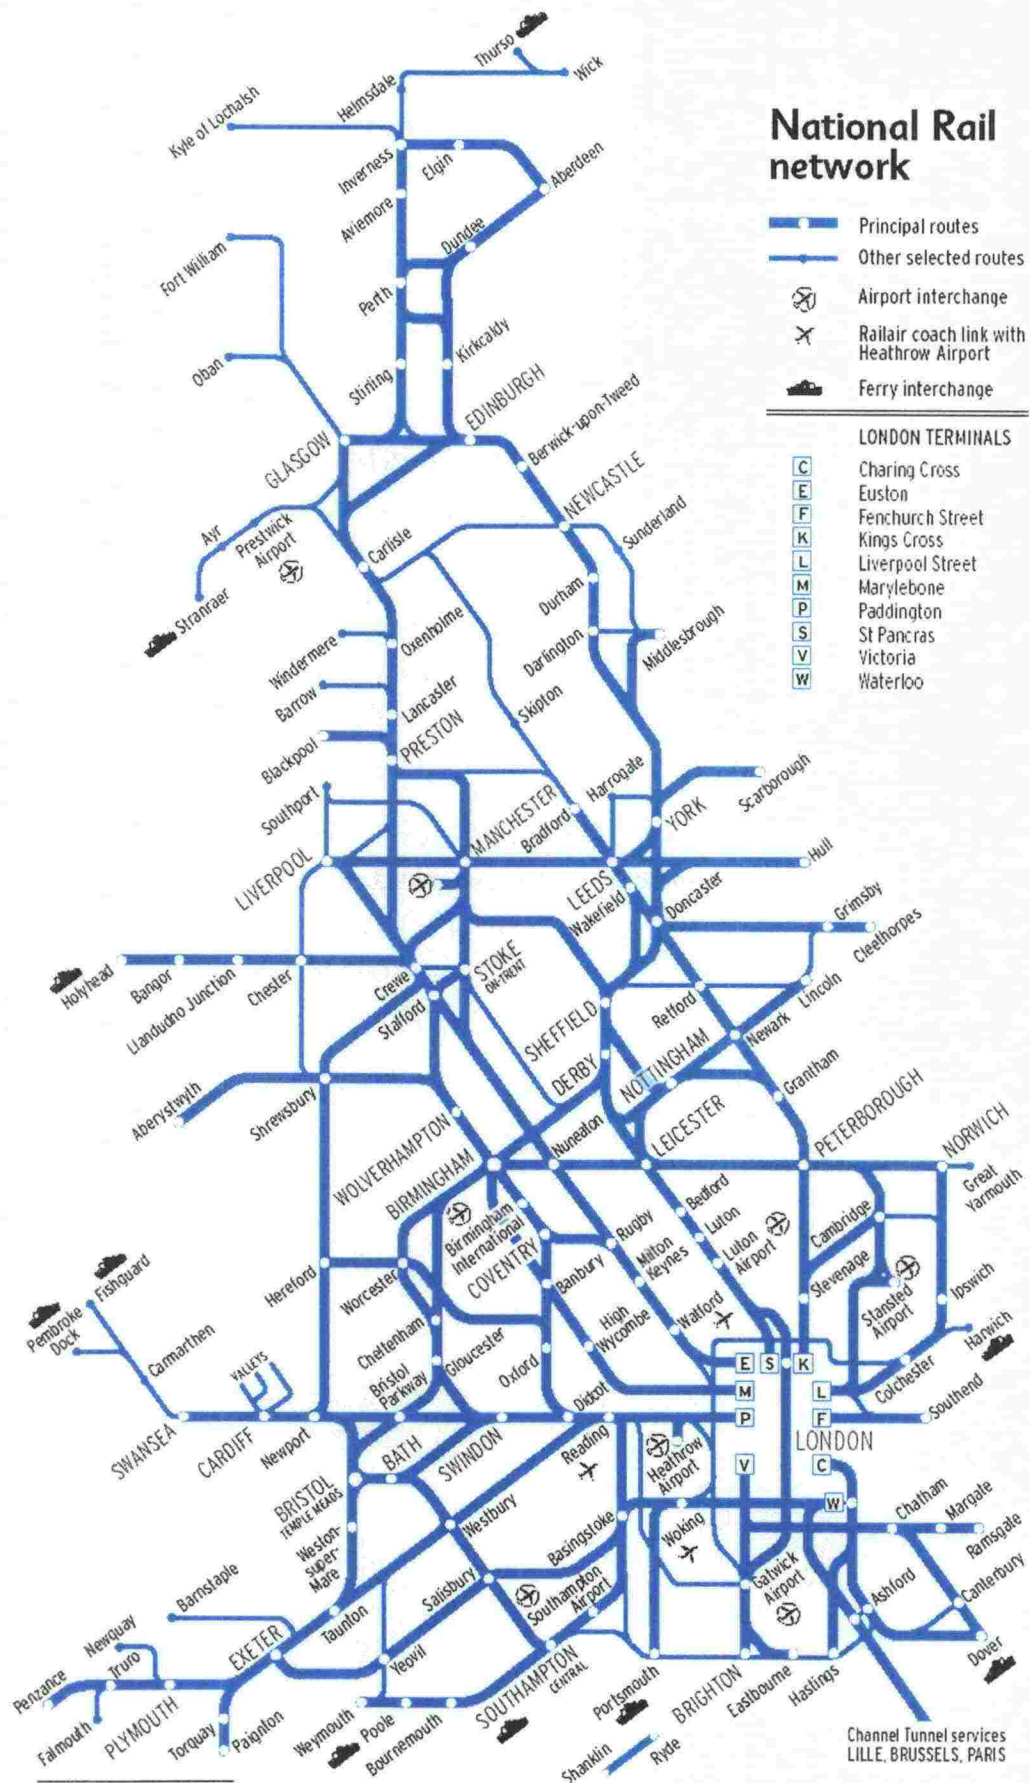 National Rail
network
Principal routes
Other selected routes
Airport interchange
Railair coach link with
Heathrow Airport
Ferry interchange
LONDON TERMINALS
C Charing Cross
E Euston
F Fenchurch Street
K Kings Cross
L Liverpool Street
M Marylebone
P Paddington
S St Pancras
V Victoria
W Waterloo
Thurso
Wick
Helmsdale
Kyle of Lochalsh
Inverness
Elgin
Aberdeen
Aviemore
Dundee
Fort William
Perth
Kirkcaldy
Oban
Stirling
EDINBURGH
GLASGOW
Berwick-upon-Tweed
NEWCASTLE
Sunderland
Ayr
Prestwick
Airport
Carlisle
Stranraer
Durham
Windermere
Oxenholme
Darlington
Middlesbrough
Barrow
Lancaster
Skipton
Blackpool
PRESTON
Harrogate
Scarborough
Southport
MANCHESTER
Bradford
YORK
LIVERPOOL
LEEDS
Hull
Wakefield
Doncaster
Grimsby
Cleethorpes
Holyhead
Bangor
Llandudno Junction
Chester
Crewe
STOKE
ON-TRENT
Stafford
SHEFFIELD
Retford
Lincoln
Newark
DERBY
NOTTINGHAM
Grantham
Aberystwyth
Shrewsbury
WOLVERHAMPTON
BIRMINGHAM
Nuneaton
LEICESTER
PETERBOROUGH
NORWICH
Great
Yarmouth
Birmingham
International
COVENTRY
Rugby
Bedford
Luton
Luton
Airport
Cambridge
Milton
Keynes
Banbury
Stevenage
Stansted
Airport
Ipswich
Harwich
Hereford
Worcester
Fishguard
Pembroke
Dock
Carmarthen
VALLEYS
Cheltenham
Gloucester
Oxford
High
Wycombe
Watford
Colchester
Southend
Bristol
Parkway
Didcot
E
S
K
M
L
P
F
V
C
W
LONDON
SWANSEA
CARDIFF
Newport
BATH
SWINDON
Reading
Heathrow
Airport
BRISTOL
TEMPLE MEADS
Westbury
Weston-
super-
Mare
Basingstoke
Woking
Chatham
Margate
Ramsgate
Salisbury
Southampton
Airport
Gatwick
Airport
Ashford
Canterbury
Dover
Barnstaple
Taunton
Newquay
EXETER
Yeovil
Penzance
Truro
Falmouth
PLYMOUTH
Torquay
Paignton
Weymouth
Poole
Bournemouth
SOUTHAMPTON
CENTRAL
Portsmouth
BRIGHTON
Eastbourne
Hastings
Shanklin
Ryde
Channel Tunnel services
LILLE, BRUSSELS, PARIS